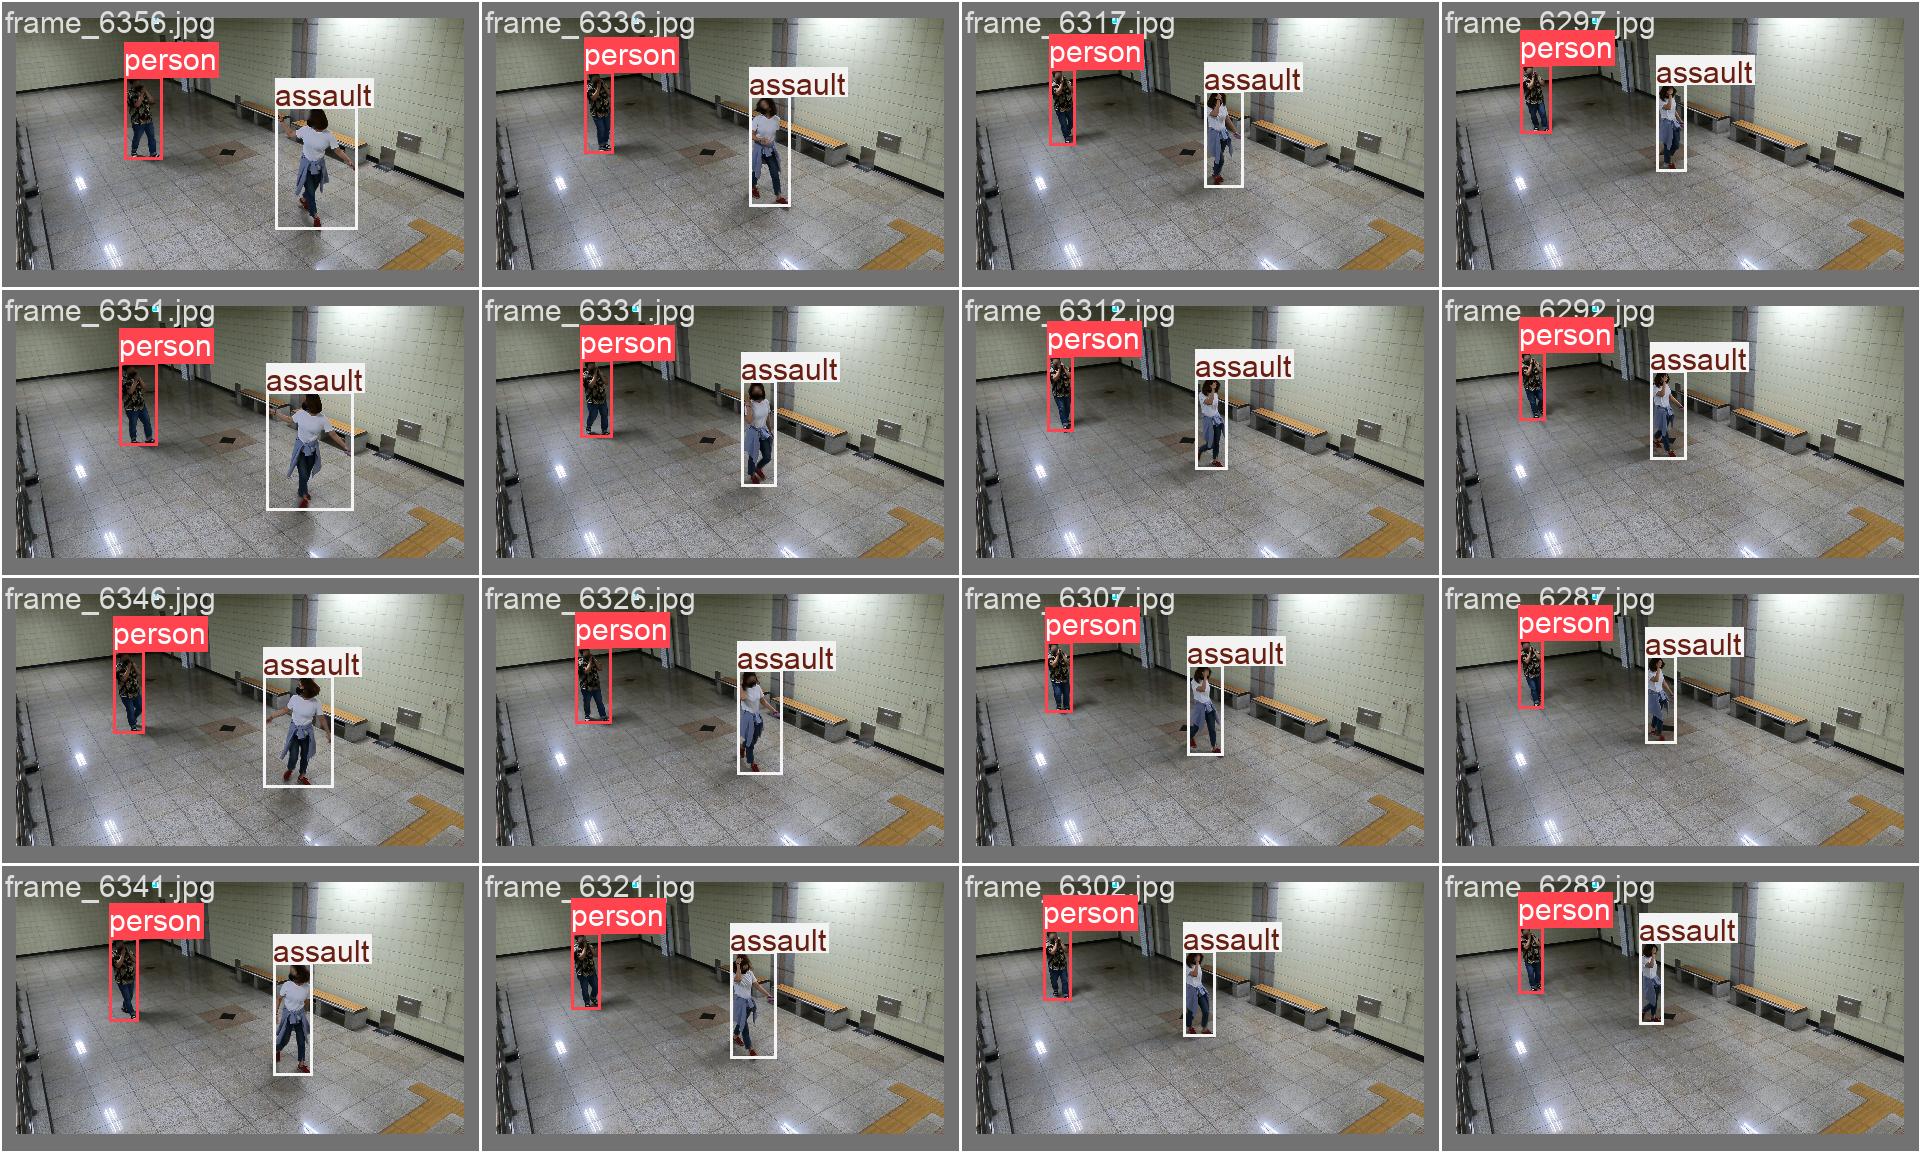 frame_6356.jpg
person
assault
frame_6336.jpg
person
assault
frame_6317.jpg
person
assault
frame_6297.jpg
person
assault
frame_6351.jpg
person
assault
frame_6331.jpg
person
assault
frame_6312.jpg
person
assault
frame_6292.jpg
person
assault
frame_6346.jpg
person
assault
frame_6326.jpg
person
assault
frame_6307.jpg
person
assault
frame_6287.jpg
person
assault
frame_6341.jpg
person
assault
frame_6321.jpg
person
assault
frame_6302.jpg
person
assault
frame_6282.jpg
person
assault